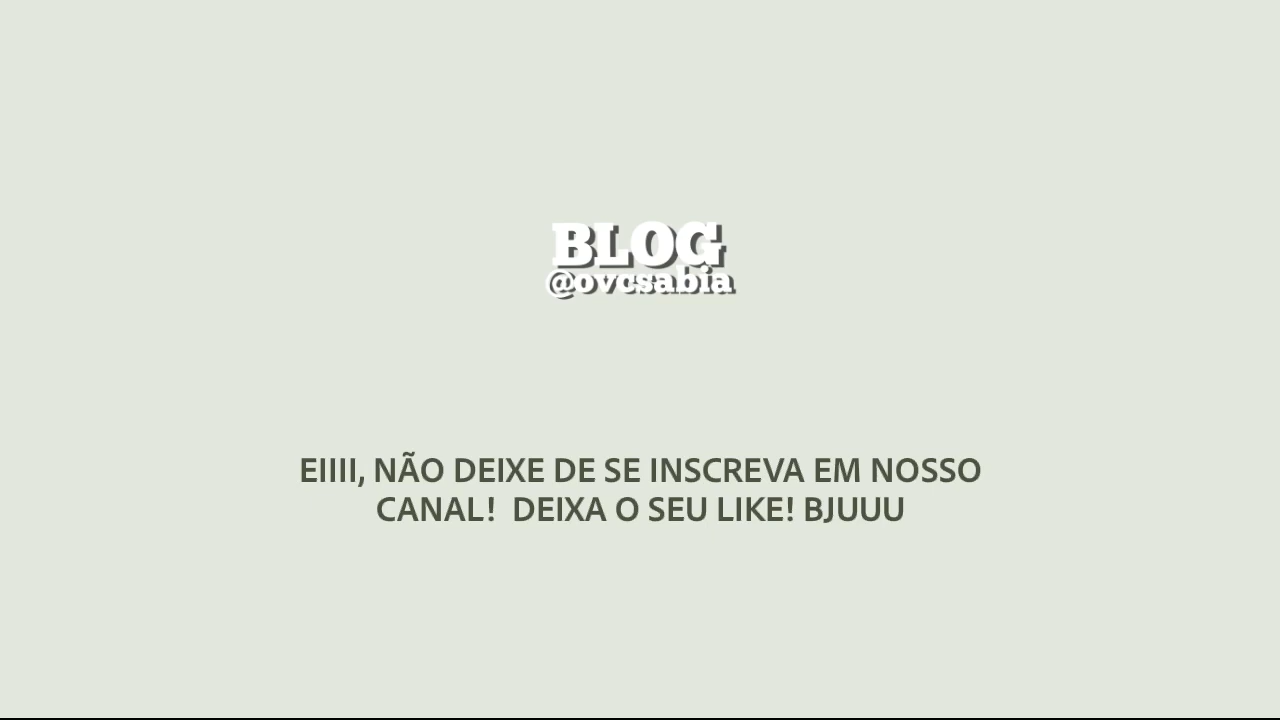 BLOG
@ovcsabia
EIIII, NÃO DEIXE DE SE INSCREVA EM NOSSO
CANAL!  DEIXA O SEU LIKE! BJUUU